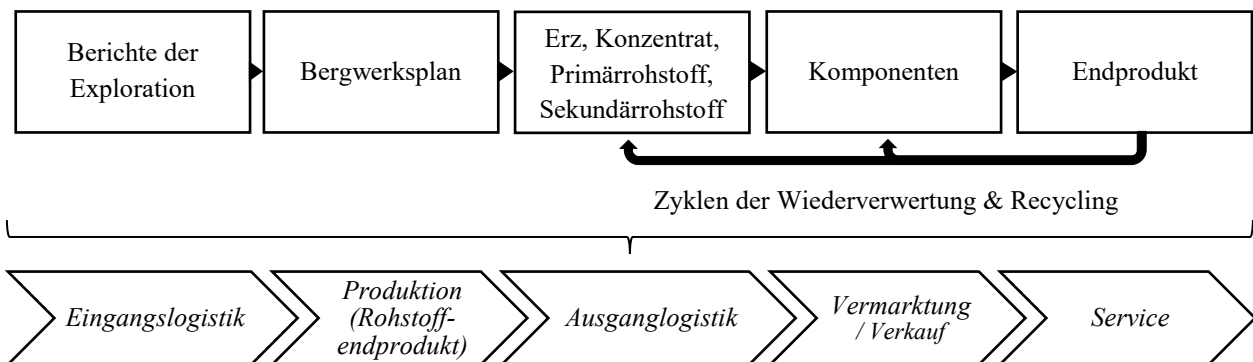 Berichte der
Exploration
Bergwerksplan
Erz, Konzentrat,
Primärrohstoff,
Sekundärrohstoff
Komponenten
Endprodukt
Zyklen der Wiederverwertung & Recycling
Eingangslogistik
Produktion
(Rohstoff-
endprodukt)
Ausganglogistik
Vermarktung
/ Verkauf
Service